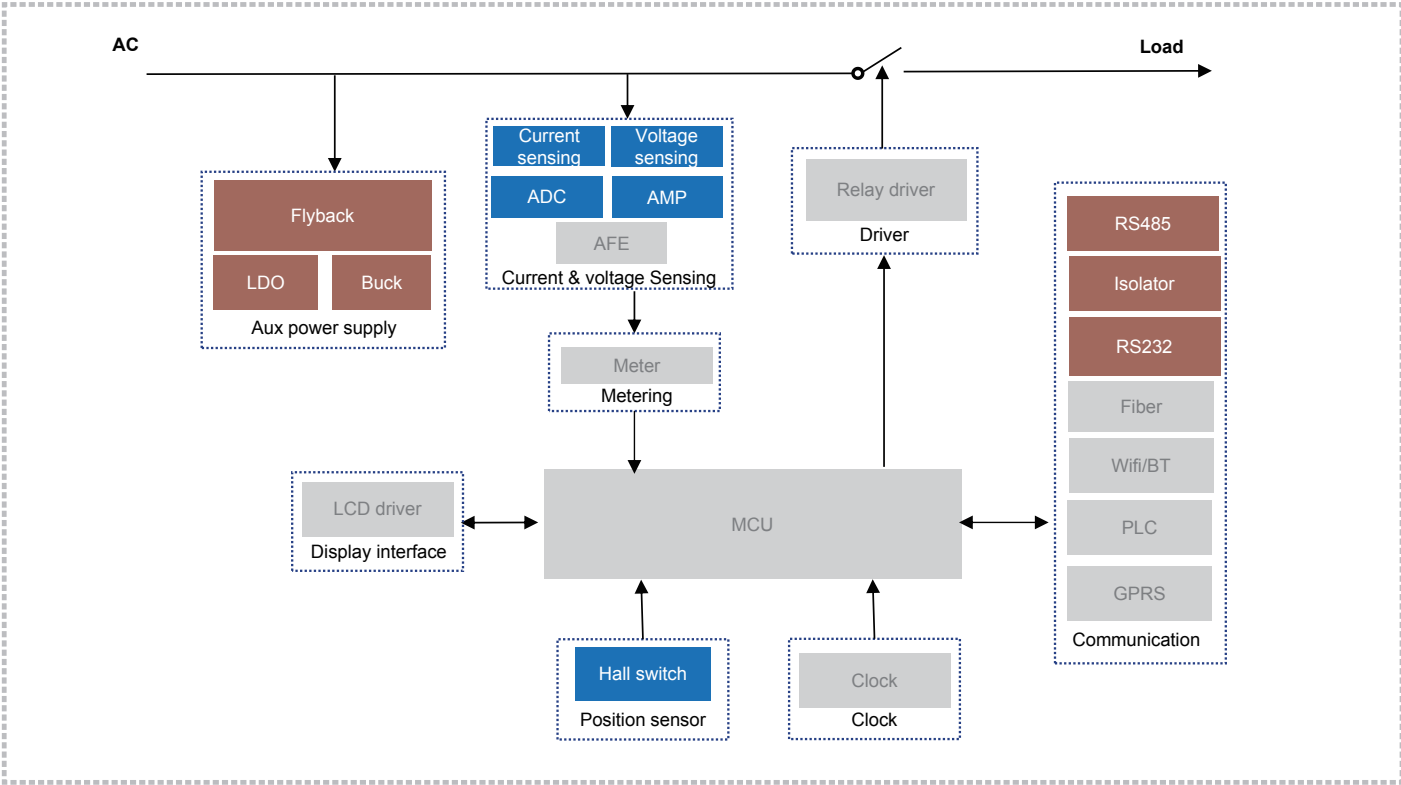 AC
Load
Current
sensing
Voltage
sensing
ADC
AMP
AFE
Current & voltage Sensing
Flyback
LDO
Buck
Aux power supply
Relay driver
Driver
RS485
Isolator
RS232
Fiber
Wifi/BT
PLC
GPRS
Communication
Meter
Metering
LCD driver
Display interface
MCU
Hall switch
Position sensor
Clock
Clock